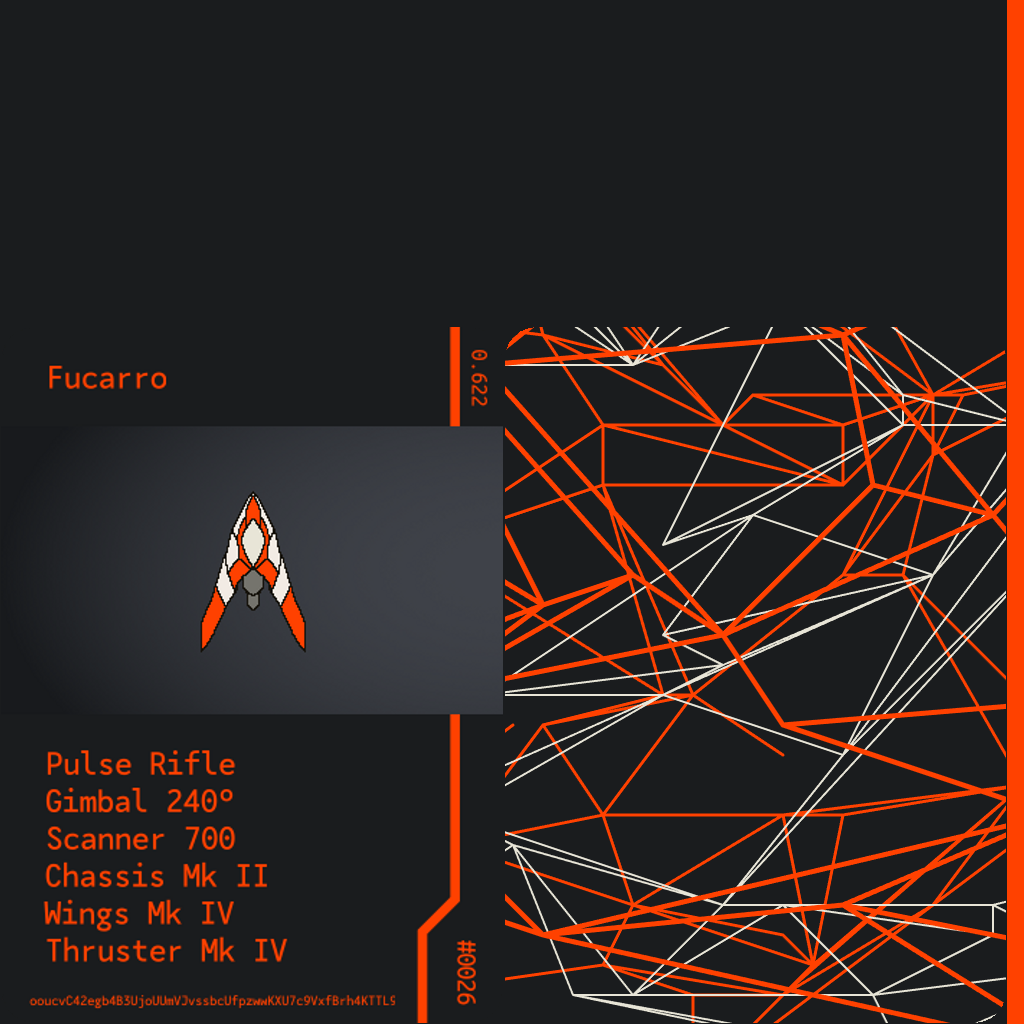 Fucarro
0.622
Pulse Rifle
Gimbal 240°
Scanner 700
Chassis Mk II
Wings Mk IV
Thruster Mk IV
#0026
ooucvC42egb4B3UjoUUmVJvssbcUfpzwwKXU7c9VxfBrh4KTTLS